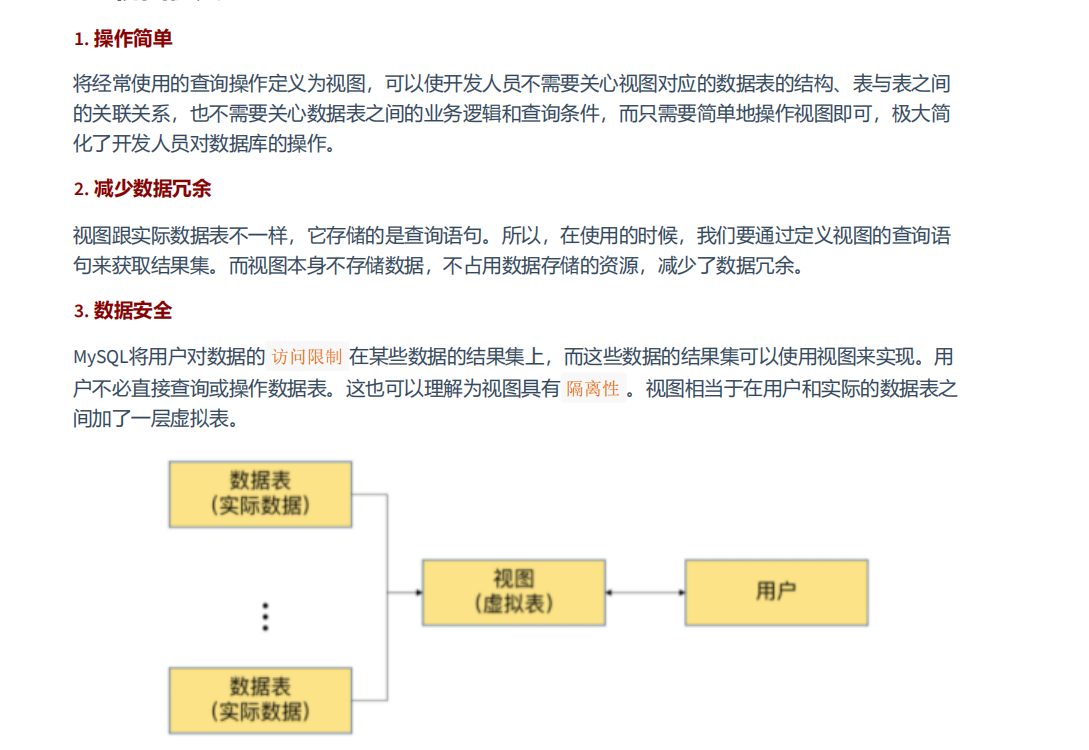 1. 操作简单
将经常使用的查询操作定义为视图，可以使开发人员不需要关心视图对应的数据表的结构、表与表之间
的关联关系，也不需要关心数据表之间的业务逻辑和查询条件，而只需要简单地操作视图即可，极大简
化了开发人员对数据库的操作。
2. 减少数据冗余
视图跟实际数据表不一样，它存储的是查询语句。所以，在使用的时候，我们要通过定义视图的查询语
句来获取结果集。而视图本身不存储数据，不占用数据存储的资源，减少了数据冗余。
3. 数据安全
MySQL将用户对数据的 访问限制 在某些数据的结果集上，而这些数据的结果集可以使用视图来实现。用
户不必直接查询或操作数据表。这也可以理解为视图具有 隔离性 。视图相当于在用户和实际的数据表之
间加了一层虚拟表。
数据表
（实际数据）
视图
（虚拟表）
用户
数据表
（实际数据）